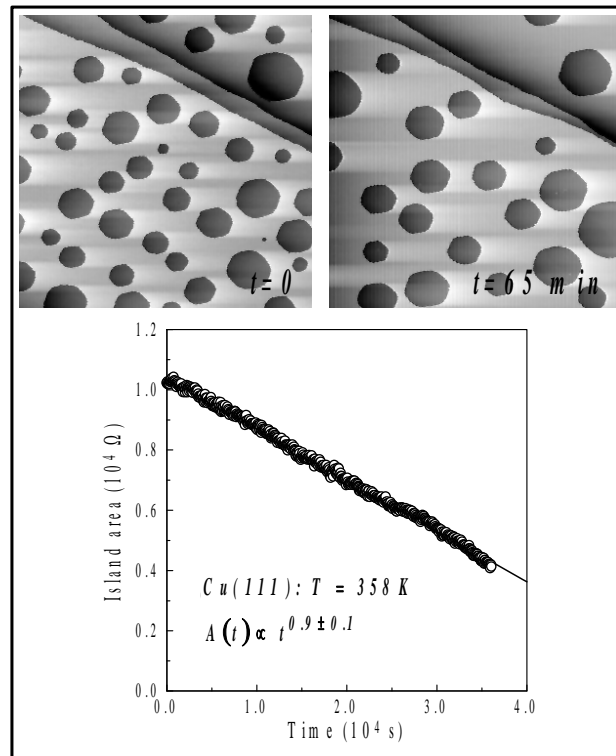 t=0
t=65 min
1.2
1.0
0.8
0.6
0.4
0.2
0.0
Island area (10⁴ Ω)
Cu(111): T = 358 K
A(t) ∝ t^0.9±0.1
0.0 1.0 2.0 3.0 4.0
Time (10⁴ s)